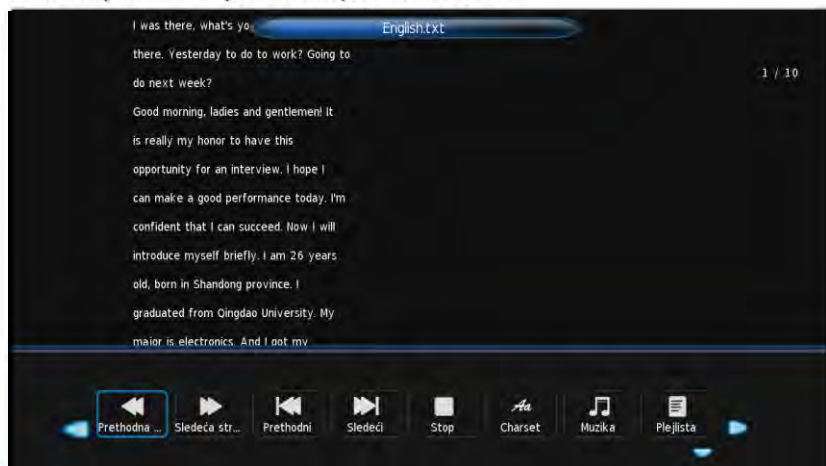 English.txt
1 / 10
I was there, what's yo
there. Yesterday to do to work? Going to
do next week?
Good morning, ladies and gentlemen! It
is really my honor to have this
opportunity for an interview. I hope I
can make a good performance today. I'm
confident that I can succeed. Now I will
introduce myself briefly. I am 26 years
old, born in Shandong province. I
graduated from Qingdao University. My
major is electronics. And I got my
Prethodna ...
Sledeća str...
Prethodni
Sledeći
Stop
Aa
Charset
Muzika
Plejlista